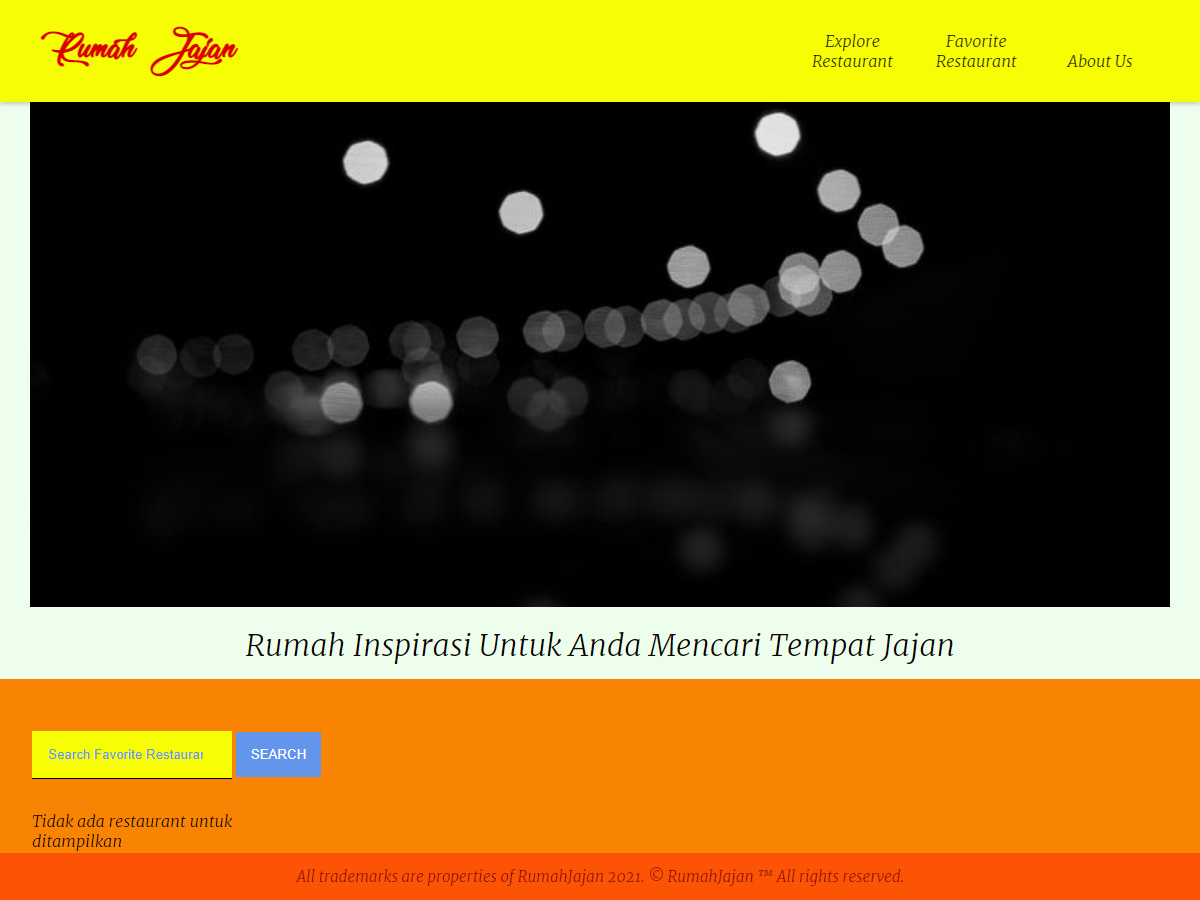 Rumah Jajan
Explore
Restaurant
Favorite
Restaurant
About Us
Rumah Inspirasi Untuk Anda Mencari Tempat Jajan
Search Favorite Restaurar
SEARCH
Tidak ada restaurant untuk
ditampilkan
All trademarks are properties of RumahJajan 2021. © RumahJajan ™ All rights reserved.